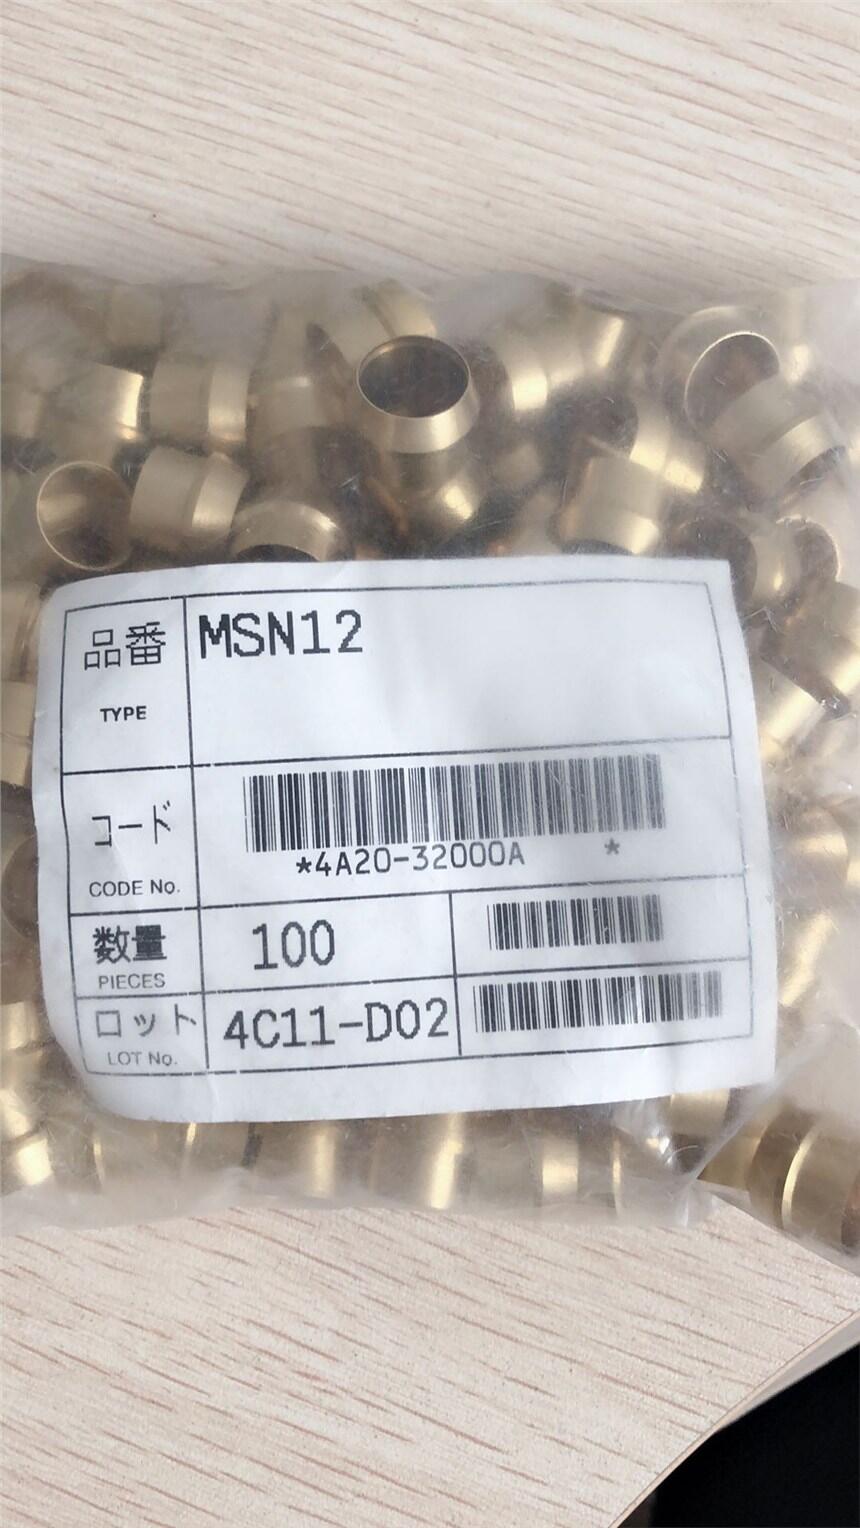 品番 MSN12
TYPE
コード
*4A20-32000A *
CODE No.
数量 100
PIECES
ロット 4C11-D02
LOT No.